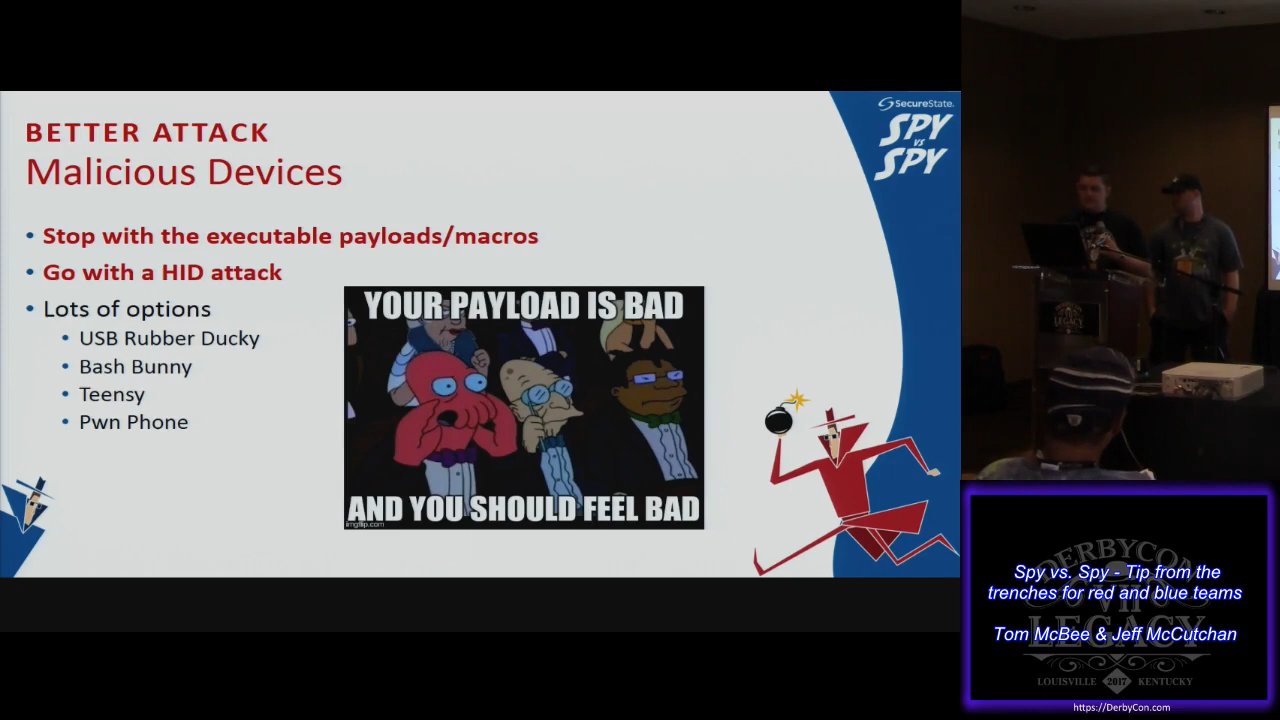 BETTER ATTACK
Malicious Devices
• Stop with the executable payloads/macros
• Go with a HID attack
• Lots of options
• USB Rubber Ducky
• Bash Bunny
• Teensy
• Pwn Phone
YOUR PAYLOAD IS BAD
AND YOU SHOULD FEEL BAD
imgflip.com
SecureState.
SPY
VS
SPY
LEGACY
DERBYCON
VII
LEGACY
LOUISVILLE 2017 KENTUCKY
Spy vs. Spy - Tip from the
trenches for red and blue teams
Tom McBee & Jeff McCutchan
https://DerbyCon.com